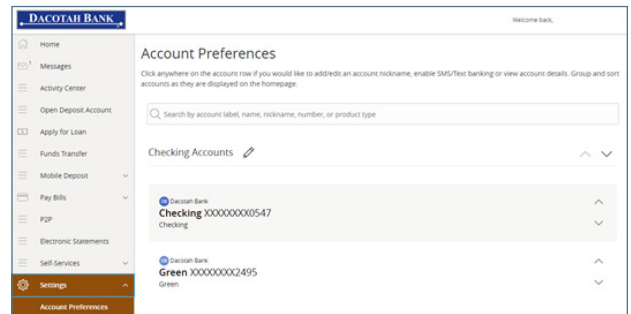 DACOTAH BANK
Welcome back,
Home
Messages
1
Activity Center
Open Deposit Account
Apply for Loan
Funds Transfer
Mobile Deposit
Pay Bills
P2P
Electronic Statements
Self-Services
Settings
Account Preferences
Account Preferences
Click anywhere on the account row if you would like to add/edit an account nickname, enable SMS/Text banking or view account details. Group and sort
accounts as they are displayed on the homepage.
Search by account label, name, nickname, number, or product type
Checking Accounts
DB Dacotah Bank
Checking XXXXXXXX0547
Checking
DB Dacotah Bank
Green XXXXXXXX2495
Green